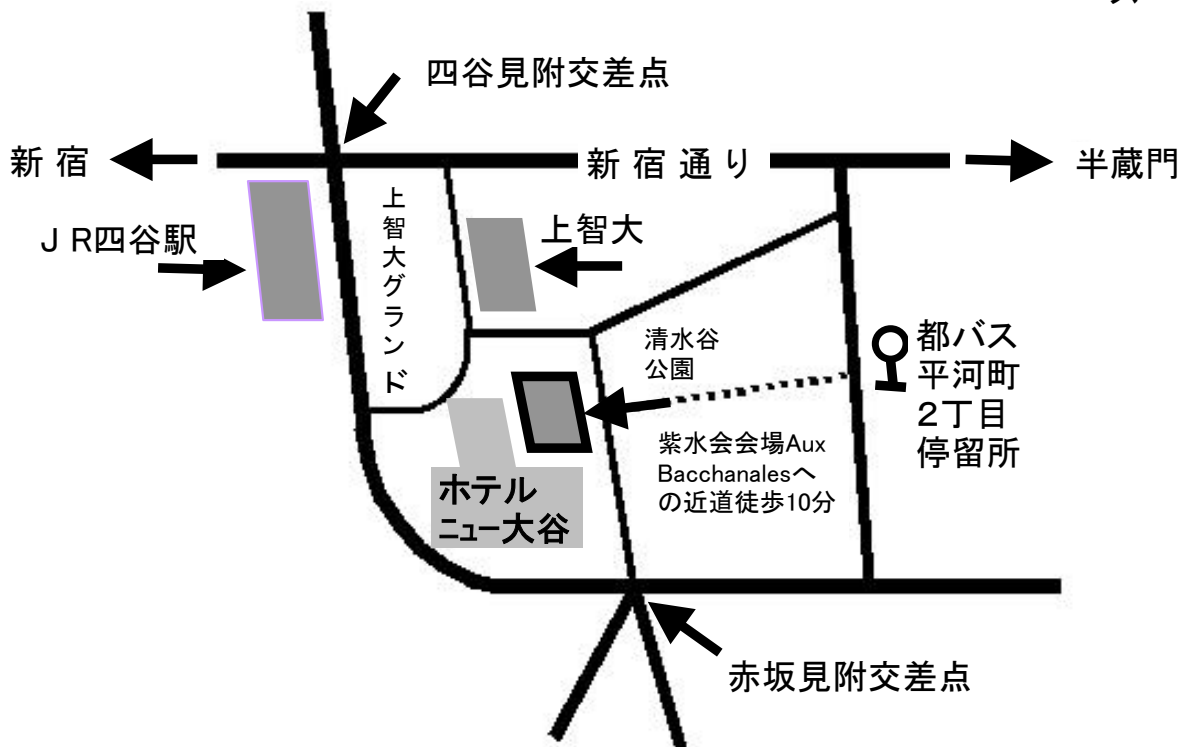 四谷見附交差点
新宿
新宿通り
半蔵門
上智大グランド
上智大
ＪR四谷駅
清水谷
公園
都バス
平河町
２丁目
停留所
紫水会会場Aux
Bacchanalesへ
の近道徒歩10分
ホテル
ニュー大谷
赤坂見附交差点